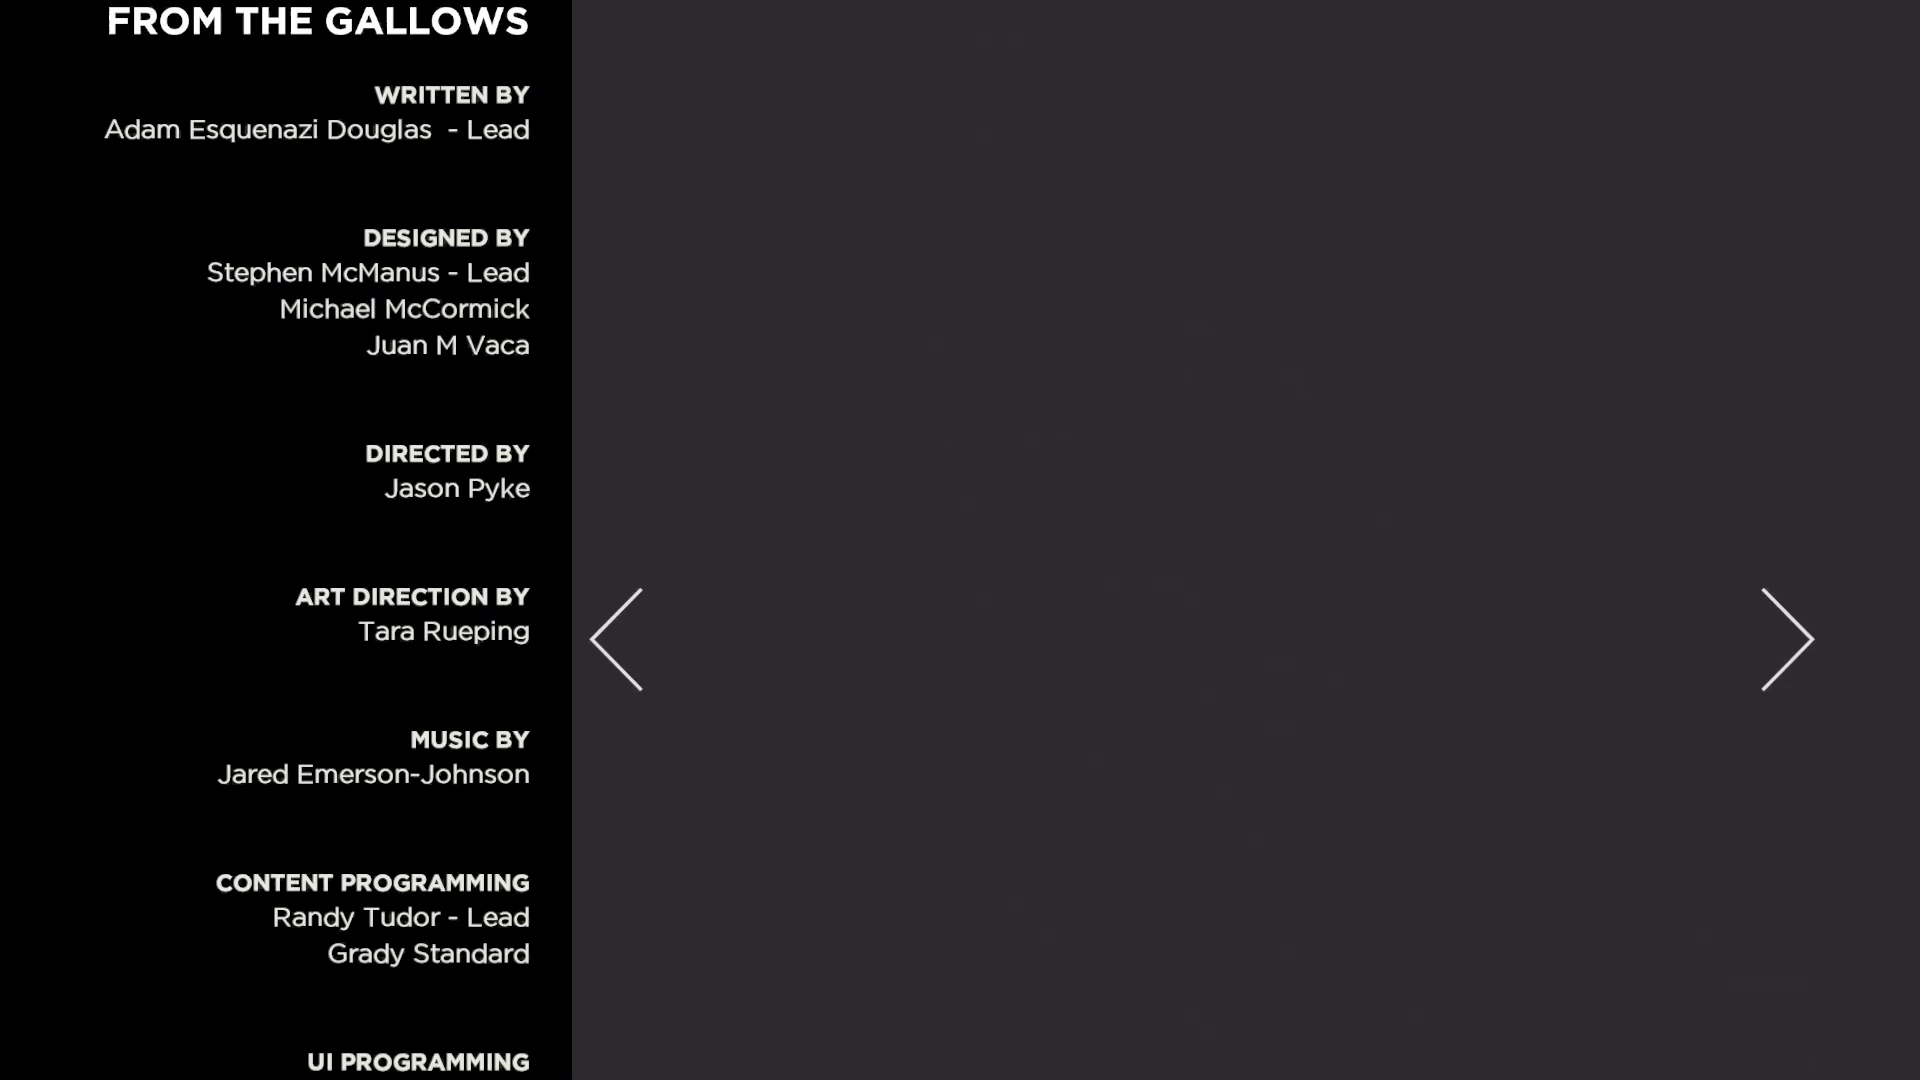 FROM THE GALLOWS
WRITTEN BY
Adam Esquenazi Douglas  - Lead
DESIGNED BY
Stephen McManus - Lead
Michael McCormick
Juan M Vaca
DIRECTED BY
Jason Pyke
ART DIRECTION BY
Tara Rueping
MUSIC BY
Jared Emerson-Johnson
CONTENT PROGRAMMING
Randy Tudor - Lead
Grady Standard
UI PROGRAMMING